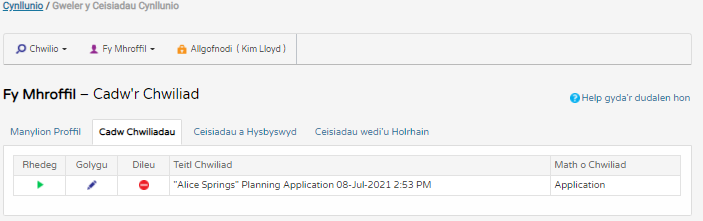 Cynllunio / Gweler y Ceisiadau Cynllunio
Chwilio Fy Mhroffil Allgofnodi ( Kim Lloyd )
Fy Mhroffil – Cadw'r Chwiliad
Help gyda'r dudalen hon
Manylion Proffil Cadw Chwiliadau Ceisiadau a Hysbyswyd Ceisiadau wedi'u Holrhain
Rhedeg Golygu Dileu Teitl Chwiliad Math o Chwiliad
"Alice Springs" Planning Application 08-Jul-2021 2:53 PM Application